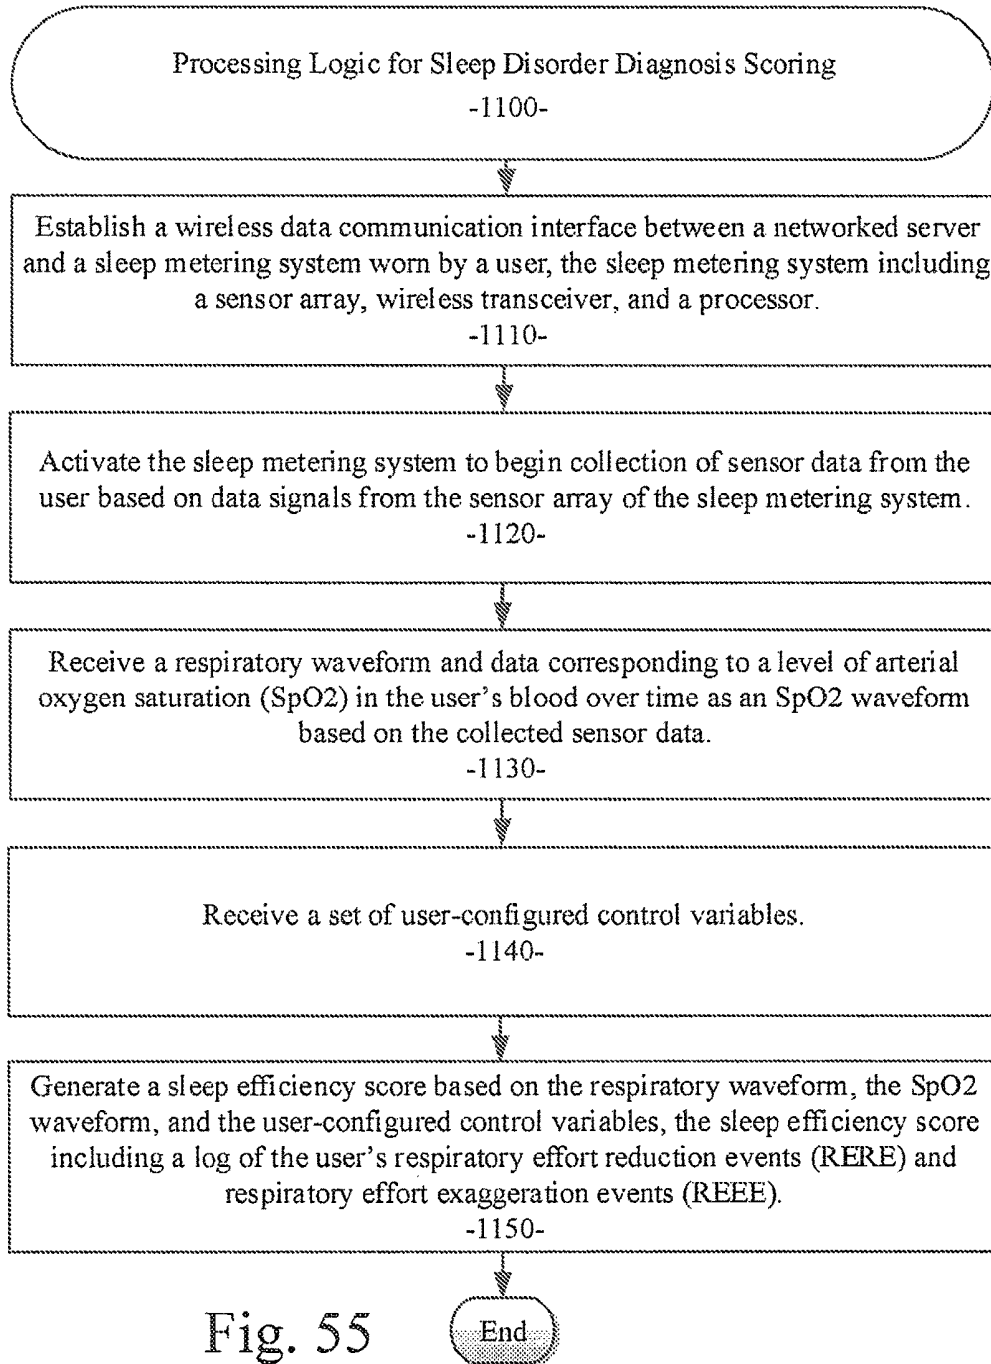 Processing Logic for Sleep Disorder Diagnosis Scoring
-1100-
Establish a wireless data communication interface between a networked server
and a sleep metering system worn by a user, the sleep metering system including
a sensor array, wireless transceiver, and a processor.
-1110-
Activate the sleep metering system to begin collection of sensor data from the
user based on data signals from the sensor array of the sleep metering system.
-1120-
Receive a respiratory waveform and data corresponding to a level of arterial
oxygen saturation (SpO2) in the user's blood over time as an SpO2 waveform
based on the collected sensor data.
-1130-
Receive a set of user-configured control variables.
-1140-
Generate a sleep efficiency score based on the respiratory waveform, the SpO2
waveform, and the user-configured control variables, the sleep efficiency score
including a log of the user's respiratory effort reduction events (RERE) and
respiratory effort exaggeration events (REEE).
-1150-
End
Fig. 55